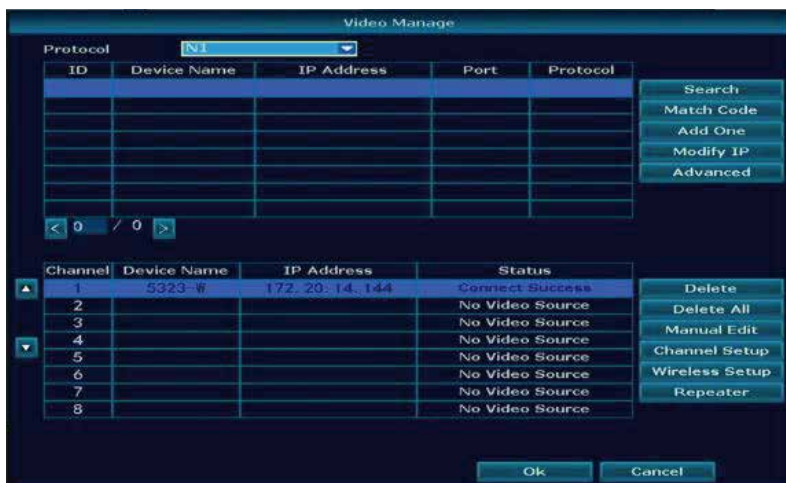 Video Manage
Protocol N1
ID Device Name IP Address Port Protocol
Search
Match Code
Add One
Modify IP
Advanced
< 0 / 0 >
Channel Device Name IP Address Status
1 5323-W 172. 20. 14. 144 Connect Success Delete
2 No Video Source Delete All
3 No Video Source Manual Edit
4 No Video Source
5 No Video Source Channel Setup
6 No Video Source Wireless Setup
7 No Video Source Repeater
8 No Video Source
Ok Cancel